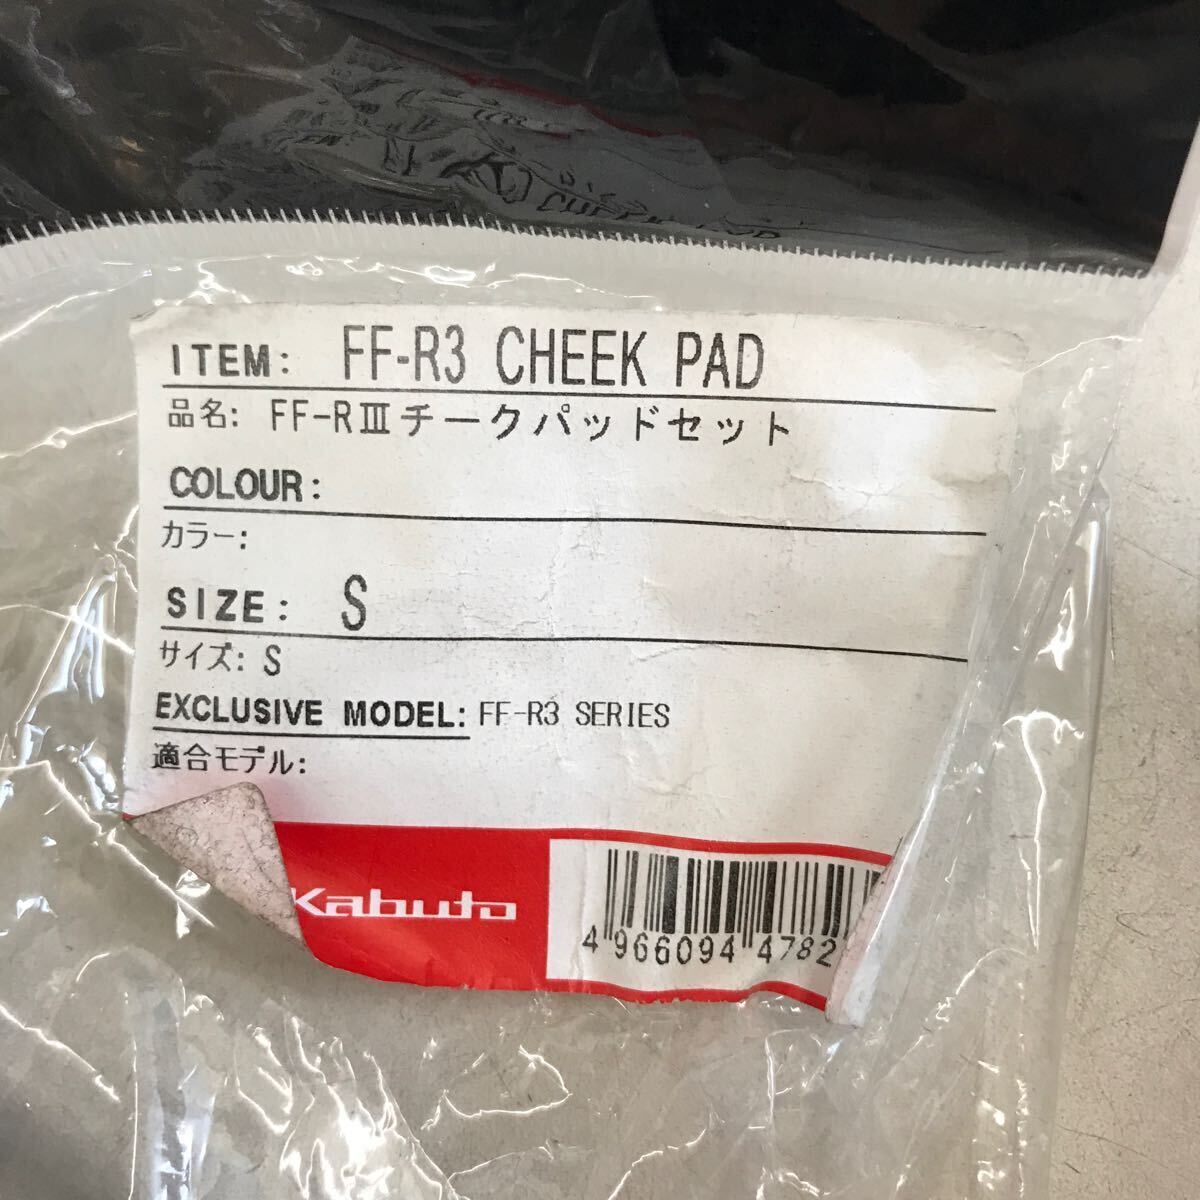 ITEM: FF-R3 CHEEK PAD
品名: FF-RⅢチークパッドセット
COLOUR:
カラー:
SIZE: S
サイズ: S
EXCLUSIVE MODEL: FF-R3 SERIES
適合モデル:
Kabuto
4 966094 4782